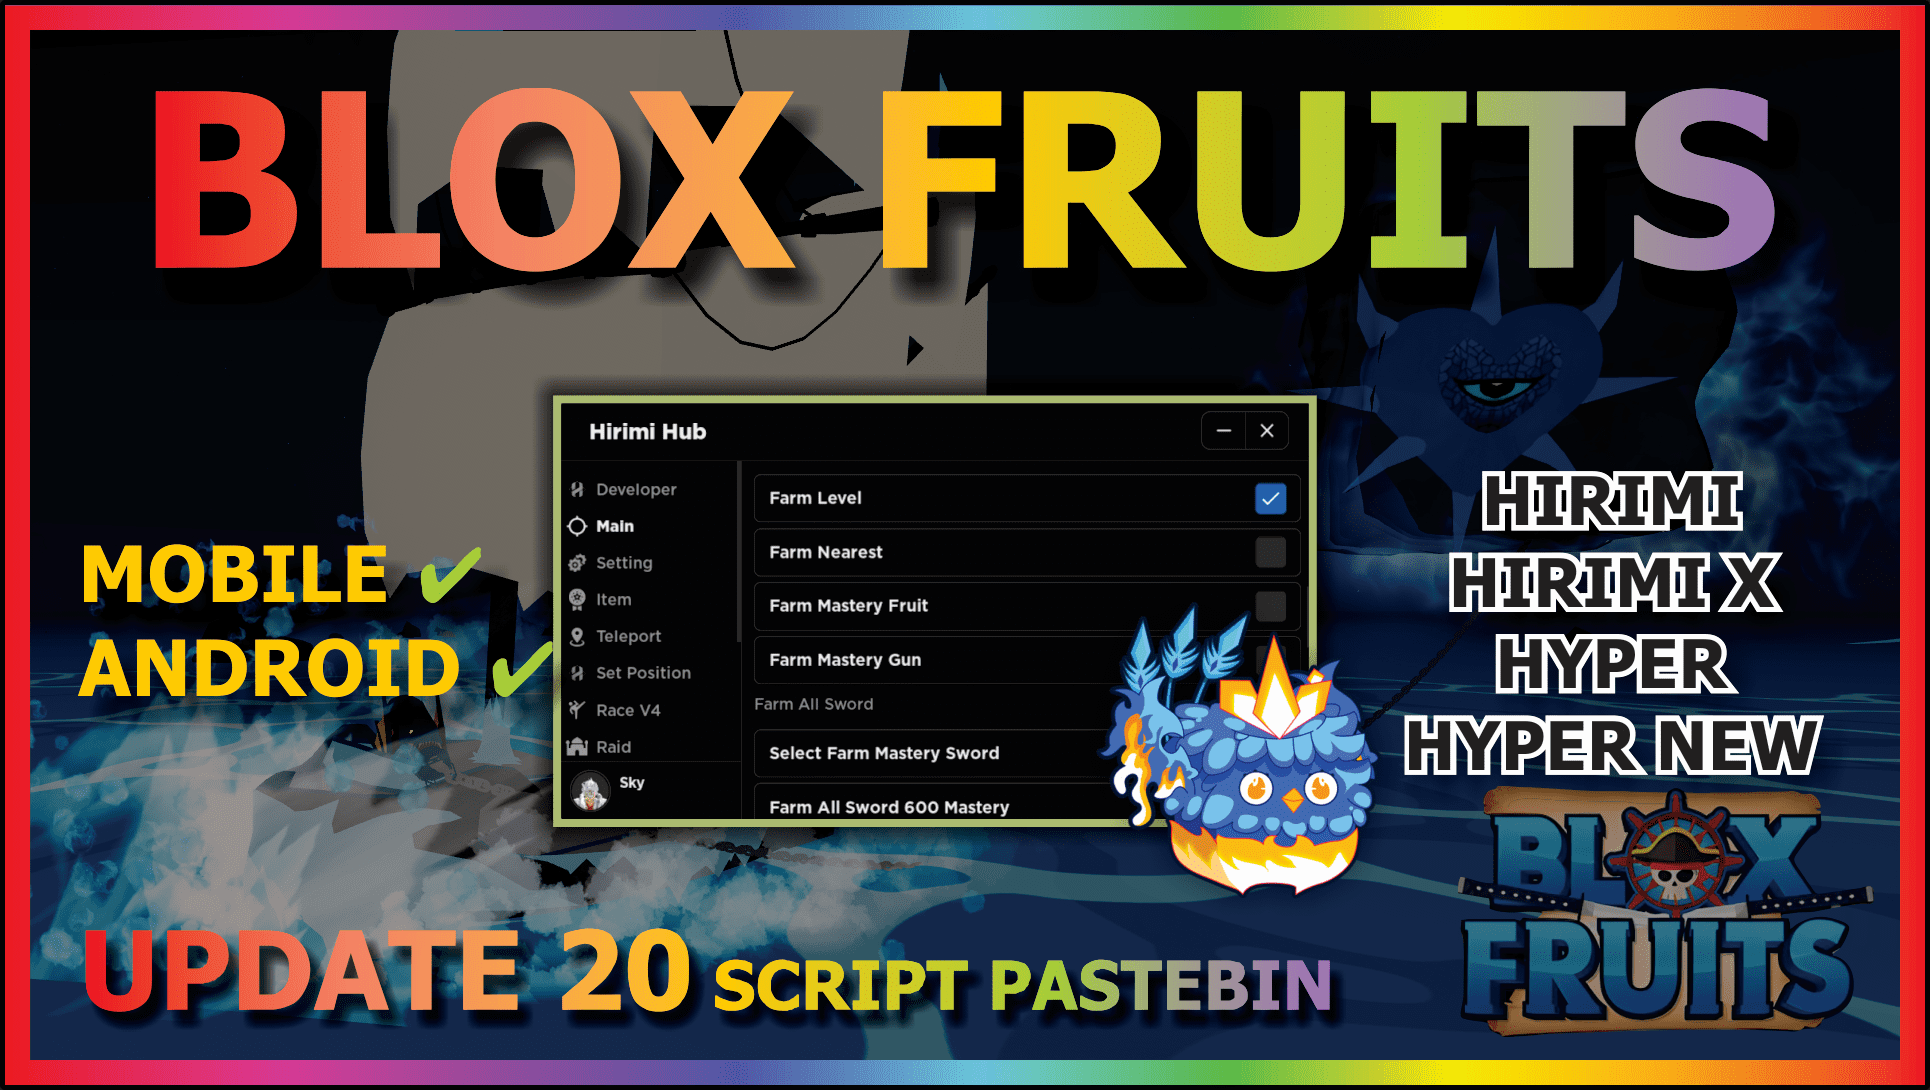 BLOX FRUITS
MOBILE ✔
ANDROID ✔
Hirimi Hub
Developer
Main
Setting
Item
Teleport
Set Position
Race V4
Raid
Sky
Farm Level
Farm Nearest
Farm Mastery Fruit
Farm Mastery Gun
Farm All Sword
Select Farm Mastery Sword
Farm All Sword 600 Mastery
HIRIMI
HIRIMI X
HYPER
HYPER NEW
BLOX
FRUITS
UPDATE 20 SCRIPT PASTEBIN